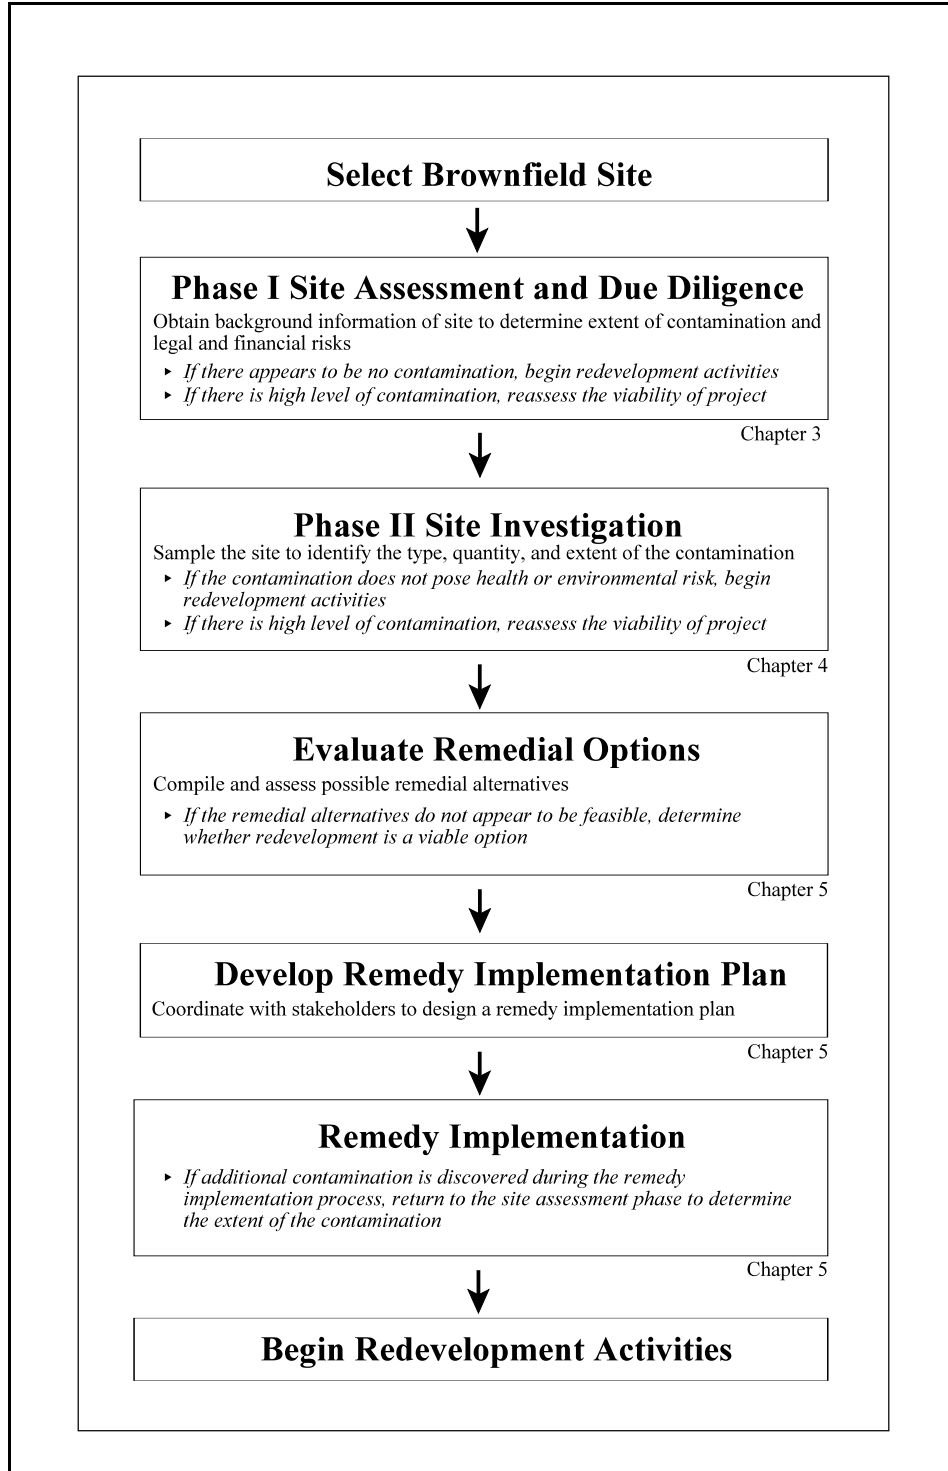 Select Brownfield Site
Phase I Site Assessment and Due Diligence
Obtain background information of site to determine extent of contamination and
legal and financial risks
‣ If there appears to be no contamination, begin redevelopment activities
‣ If there is high level of contamination, reassess the viability of project
Chapter 3
Phase II Site Investigation
Sample the site to identify the type, quantity, and extent of the contamination
‣ If the contamination does not pose health or environmental risk, begin
redevelopment activities
‣ If there is high level of contamination, reassess the viability of project
Chapter 4
Evaluate Remedial Options
Compile and assess possible remedial alternatives
‣ If the remedial alternatives do not appear to be feasible, determine
whether redevelopment is a viable option
Chapter 5
Develop Remedy Implementation Plan
Coordinate with stakeholders to design a remedy implementation plan
Chapter 5
Remedy Implementation
‣ If additional contamination is discovered during the remedy
implementation process, return to the site assessment phase to determine
the extent of the contamination
Chapter 5
Begin Redevelopment Activities